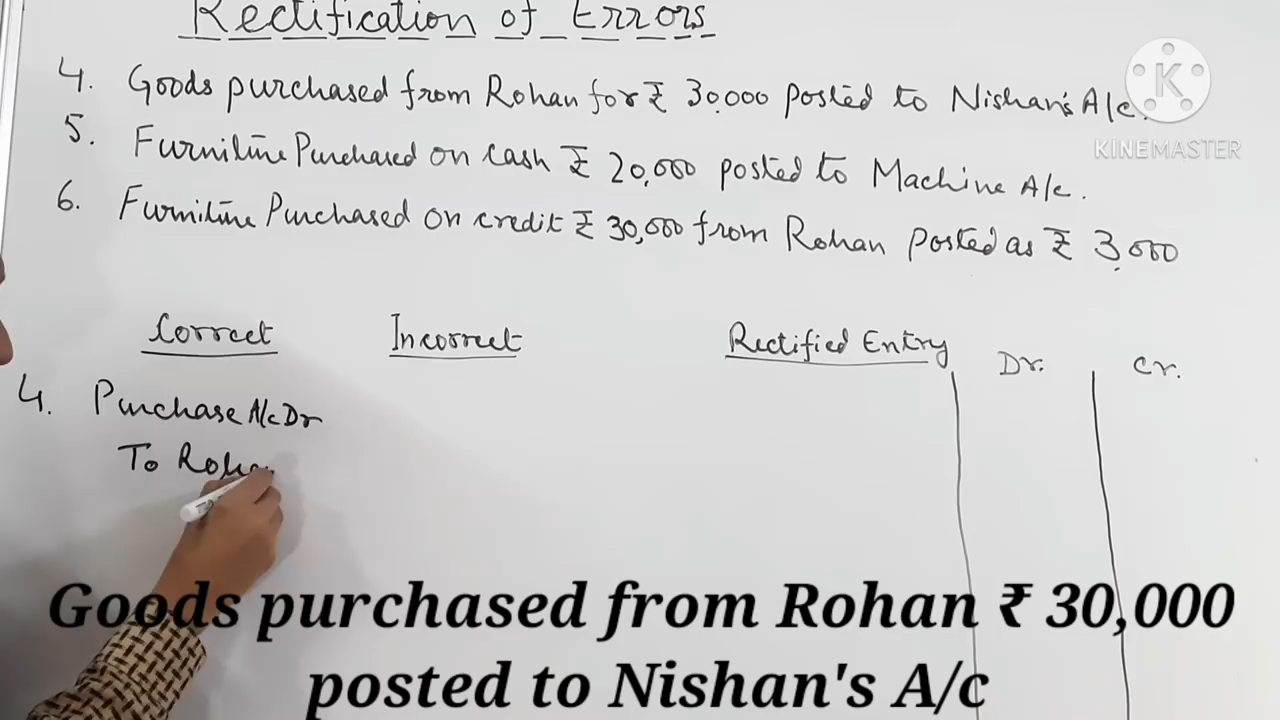 Rectification of Errors
4. Goods purchased from Rohan for ₹ 30,000 posted to Nishan's A/c.
K
KINEMASTER
5. Furniture Purchased on cash ₹ 20,000 posted to Machine A/c.
6. Furniture Purchased on credit ₹ 30,000 from Rohan posted as ₹ 3,000
Correct Incorrect Rectified Entry Dr. Cr.
4. Purchase A/c Dr
To Rohan
Goods purchased from Rohan ₹ 30,000
posted to Nishan's A/c